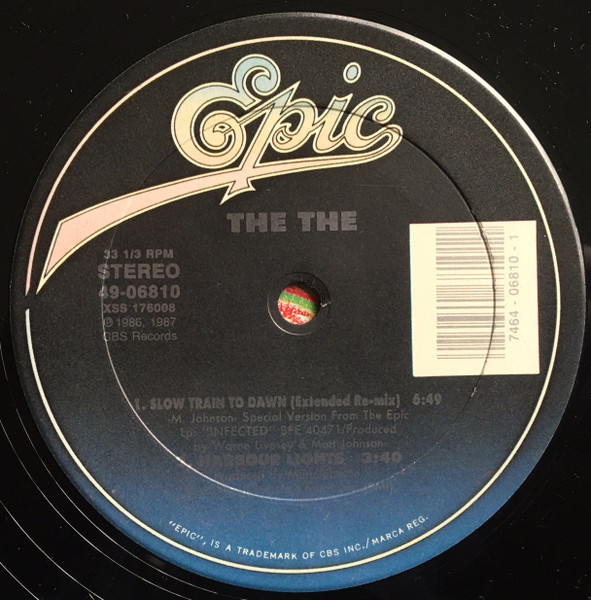 Epic
THE THE
33 1/3 RPM
STEREO
49-06810
XSS 176008
℗ 1986, 1987
CBS Records
7464 - 06810 - 1
1. SLOW TRAIN TO DAWN (Extended Re-mix) 6:49
-M. Johnson- Special Version From The Epic
Lp: "INFECTED" BFE 40471/Produced
by Warne Livesey & Matt Johnson-
HARBOUR LIGHTS 3:40
"EPIC", IS A TRADEMARK OF CBS INC./MARCA REG.